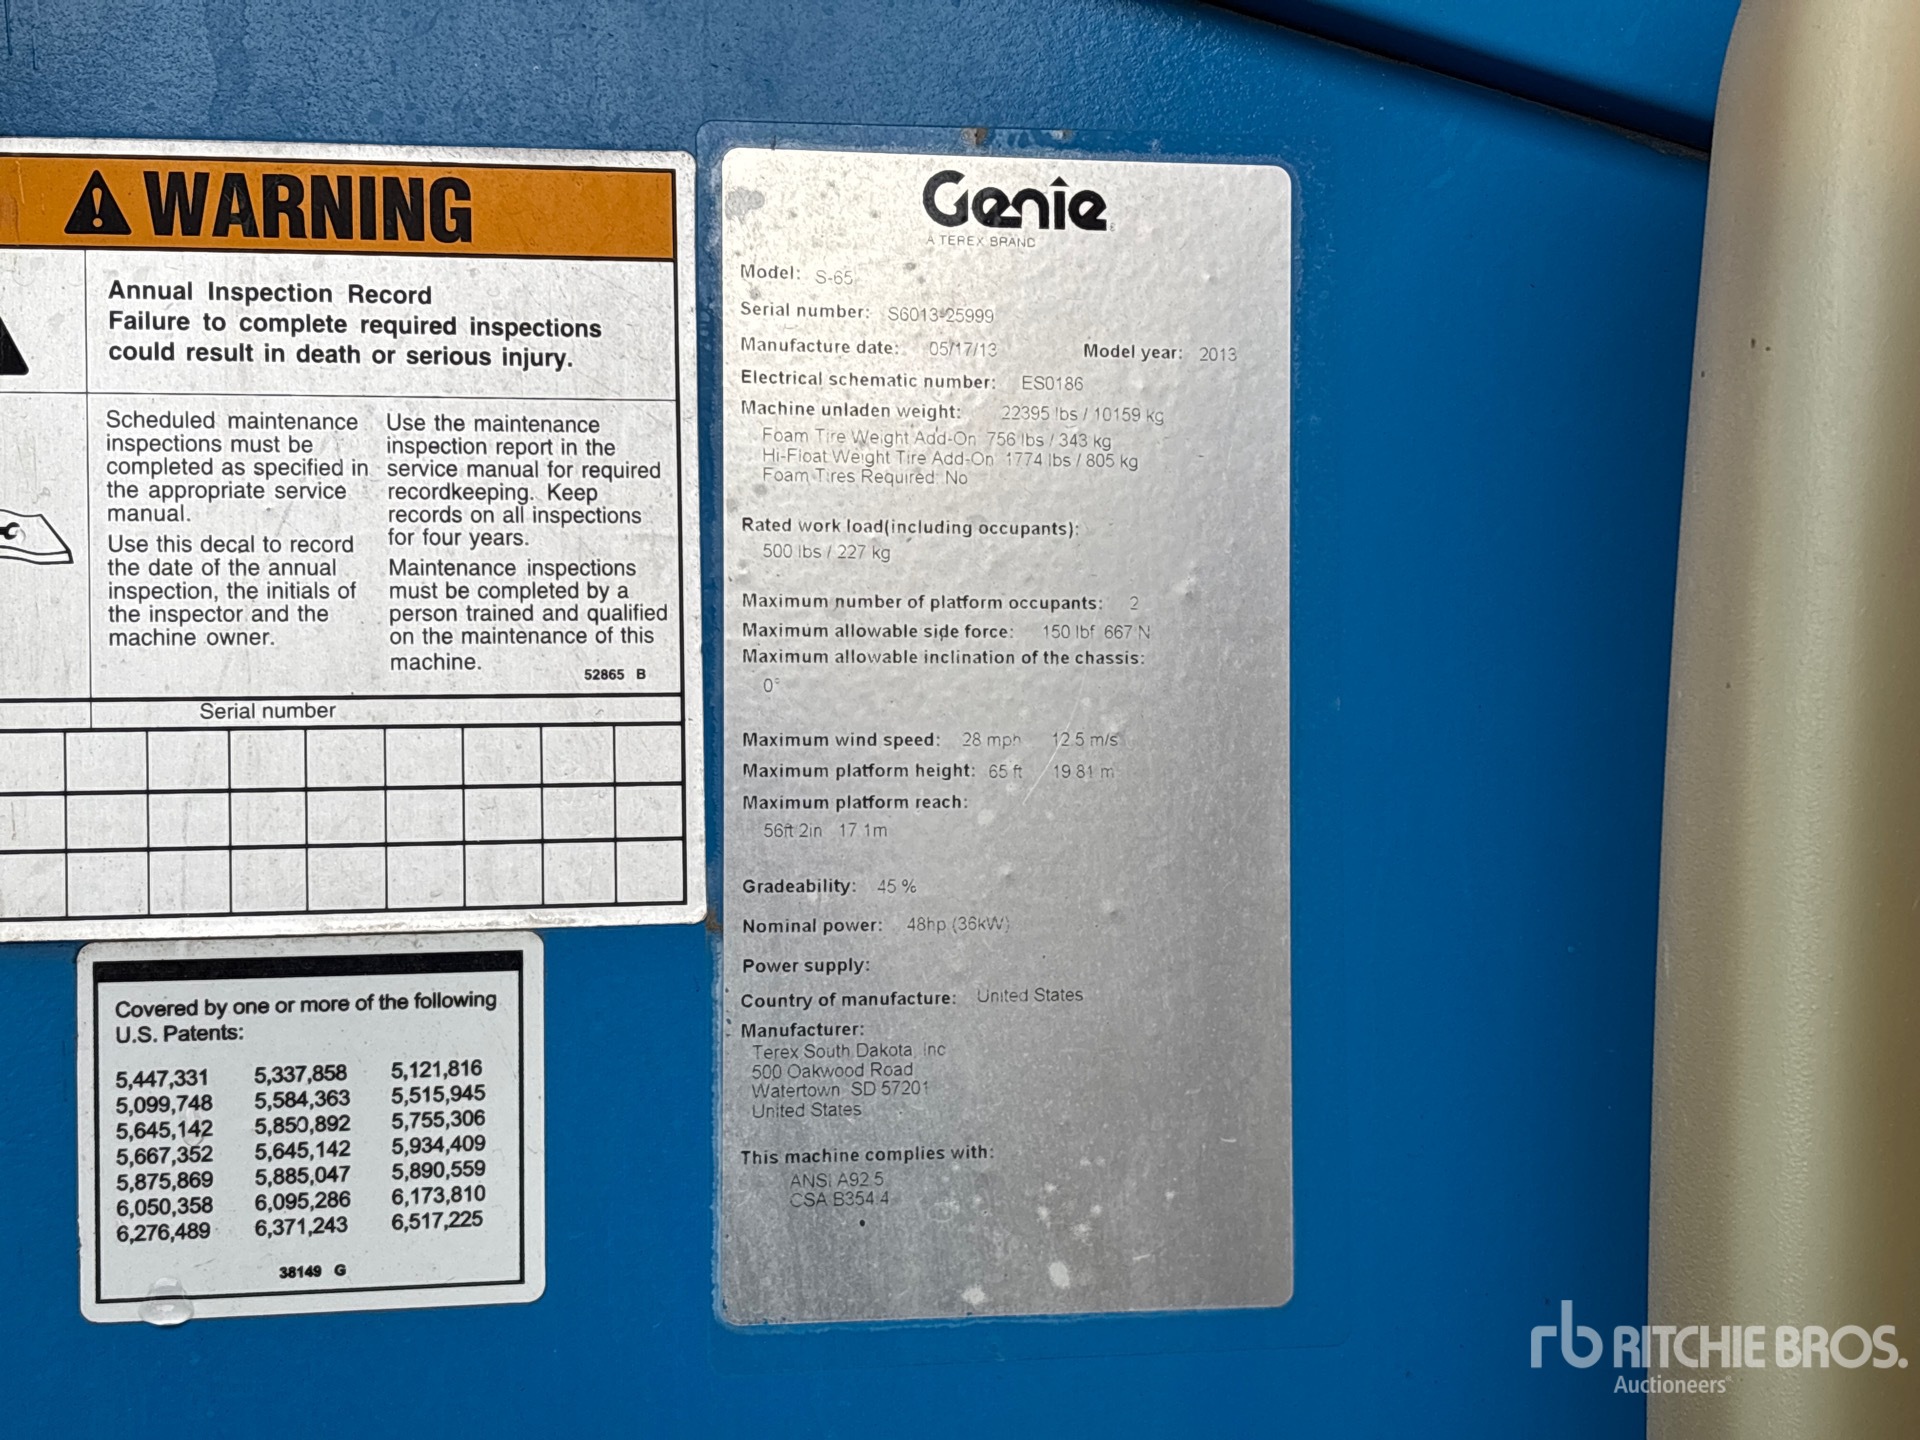 WARNING
Annual Inspection Record
Failure to complete required inspections
could result in death or serious injury.
Scheduled maintenance
inspections must be
completed as specified in
the appropriate service
manual.
Use this decal to record
the date of the annual
inspection, the initials of
the inspector and the
machine owner.
Use the maintenance
inspection report in the
service manual for required
recordkeeping. Keep
records on all inspections
for four years.
Maintenance inspections
must be completed by a
person trained and qualified
on the maintenance of this
machine.
52865 B
Serial number
Covered by one or more of the following
U.S. Patents:
5,447,331 5,337,858 5,121,816
5,099,748 5,584,363 5,515,945
5,645,142 5,850,892 5,755,306
5,667,352 5,645,142 5,934,409
5,875,869 5,885,047 5,890,559
6,050,358 6,095,286 6,173,810
6,276,489 6,371,243 6,517,225
38149 G
Genie
A TEREX BRAND
Model: S-65
Serial number: S6013-25999
Manufacture date: 05/17/13 Model year: 2013
Electrical schematic number: ES0186
Machine unladen weight: 22395 lbs / 10159 kg
Foam Tire Weight Add-On 756 lbs / 343 kg
Hi-Float Weight Tire Add-On 1774 lbs / 805 kg
Foam Tires Required: No
Rated work load(including occupants):
500 lbs / 227 kg
Maximum number of platform occupants: 2
Maximum allowable side force: 150 lbf 667 N
Maximum allowable inclination of the chassis:
0°
Maximum wind speed: 28 mph 12.5 m/s
Maximum platform height: 65 ft 19.81 m
Maximum platform reach:
56ft 2in 17.1m
Gradeability: 45 %
Nominal power: 48hp (36kW)
Power supply:
Country of manufacture: United States
Manufacturer:
Terex South Dakota, Inc
500 Oakwood Road
Watertown SD 57201
United States
This machine complies with:
ANSI A92.5
CSA B354.4
rb RITCHIE BROS.
Auctioneers